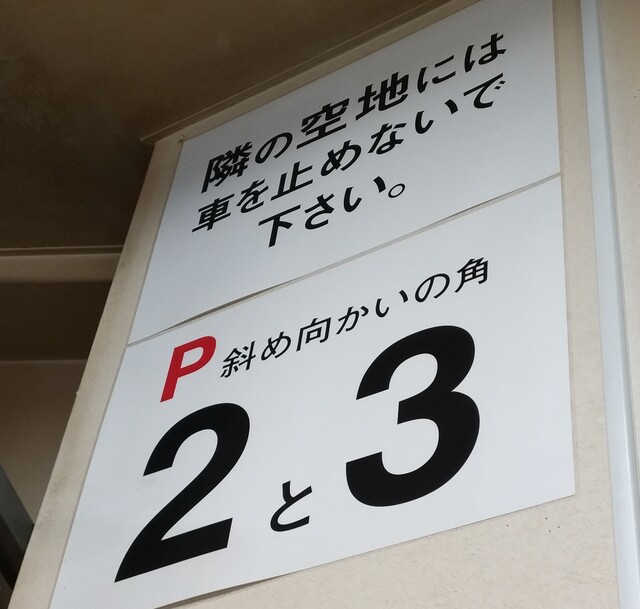 隣の空地には
車を止めないで
下さい。
P 斜め向かいの角
2と3